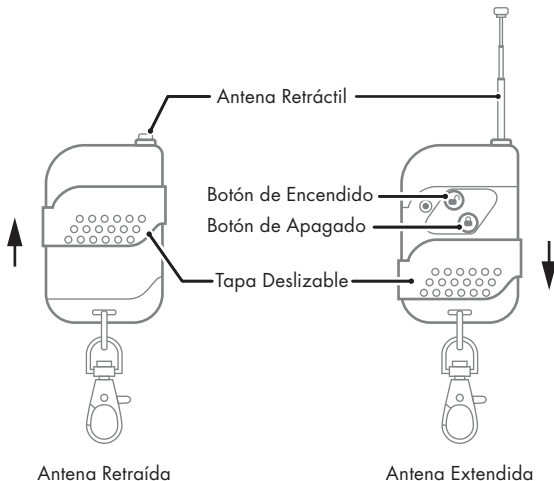 Antena Retráctil
Botón de Encendido
Botón de Apagado
Tapa Deslizable
Antena Retraída
Antena Extendida